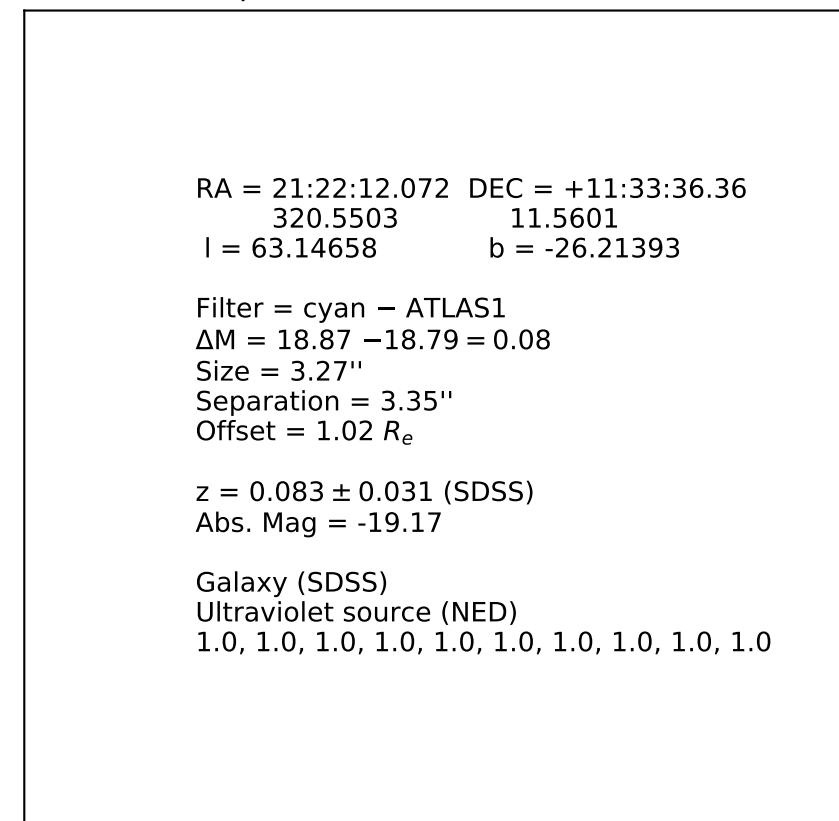 RA = 21:22:12.072  DEC = +11:33:36.36
320.5503 11.5601
l = 63.14658 b = -26.21393
Filter = cyan − ATLAS1
ΔM = 18.87 −18.79 = 0.08
Size = 3.27''
Separation = 3.35''
Offset = 1.02 Re
z = 0.083 ± 0.031 (SDSS)
Abs. Mag = -19.17
Galaxy (SDSS)
Ultraviolet source (NED)
1.0, 1.0, 1.0, 1.0, 1.0, 1.0, 1.0, 1.0, 1.0, 1.0